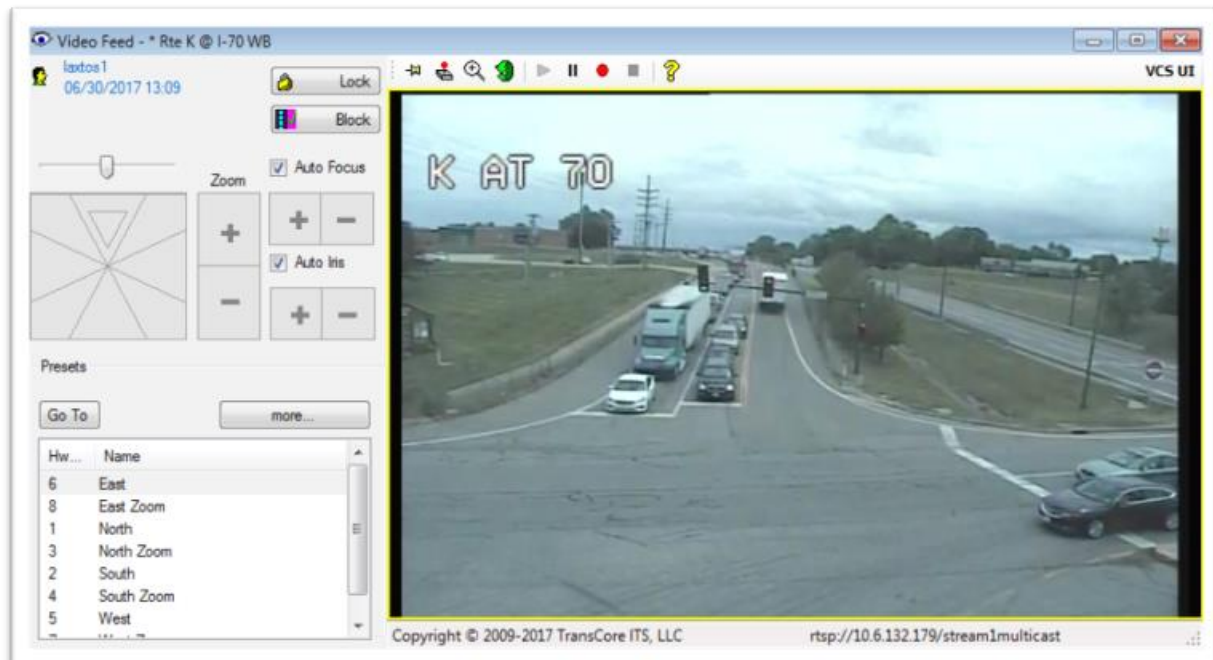 Video Feed - * Rte K @ I-70 WB
laxtos1
06/30/2017 13:09
Lock
Block
VCS UI
Zoom
Auto Focus
Auto Iris
K AT 70
Presets
Go To
more...
Hw... Name
6 East
8 East Zoom
1 North
3 North Zoom
2 South
4 South Zoom
5 West
Copyright © 2009-2017 TransCore ITS, LLC
rtsp://10.6.132.179/stream1multicast